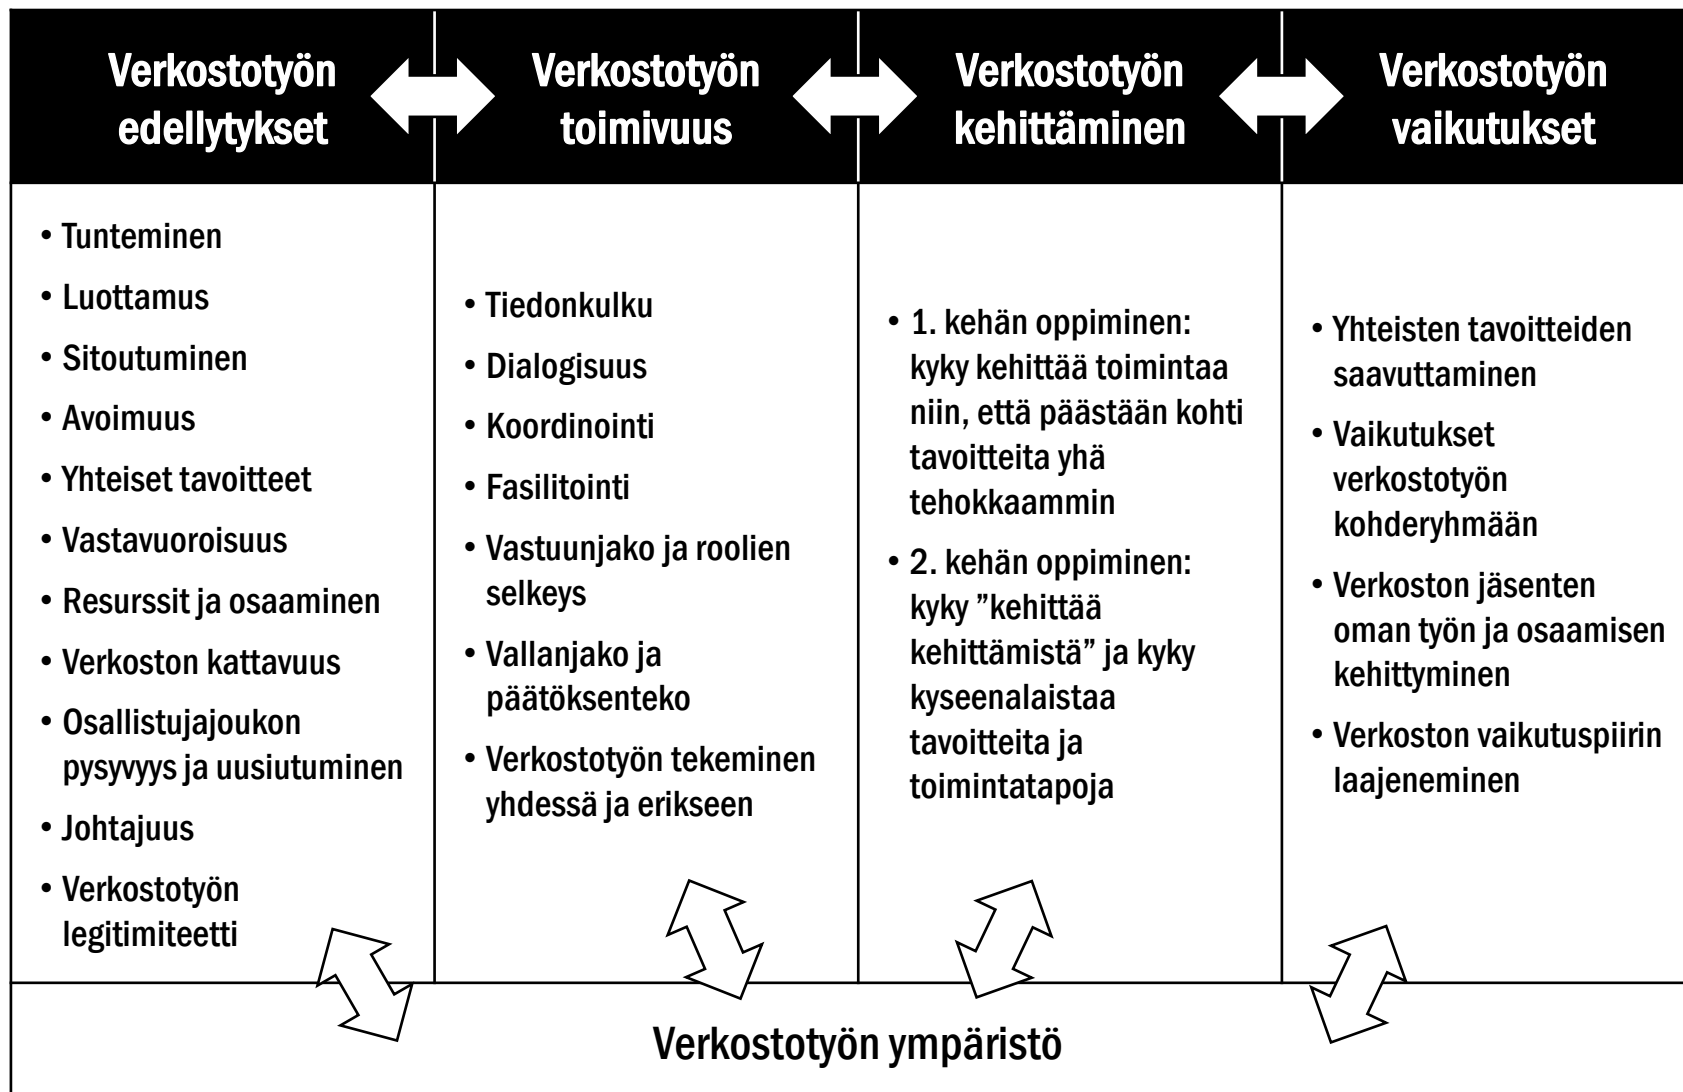 Verkostotyön
edellytykset
Verkostotyön
toimivuus
Verkostotyön
kehittäminen
Verkostotyön
vaikutukset
• Tunteminen
• Luottamus
• Sitoutuminen
• Avoimuus
• Yhteiset tavoitteet
• Vastavuoroisuus
• Resurssit ja osaaminen
• Verkoston kattavuus
• Osallistujajoukon
pysyvyys ja uusiutuminen
• Johtajuus
• Verkostotyön
legitimiteetti
• Tiedonkulku
• Dialogisuus
• Koordinointi
• Fasilitointi
• Vastuunjako ja roolien
selkeys
• Vallanjako ja
päätöksenteko
• Verkostotyön tekeminen
yhdessä ja erikseen
• 1. kehän oppiminen:
kyky kehittää toimintaa
niin, että päästään kohti
tavoitteita yhä
tehokkaammin
• 2. kehän oppiminen:
kyky ”kehittää
kehittämistä” ja kyky
kyseenalaistaa
tavoitteita ja
toimintatapoja
• Yhteisten tavoitteiden
saavuttaminen
• Vaikutukset
verkostotyön
kohderyhmään
• Verkoston jäsenten
oman työn ja osaamisen
kehittyminen
• Verkoston vaikutuspiirin
laajeneminen
Verkostotyön ympäristö